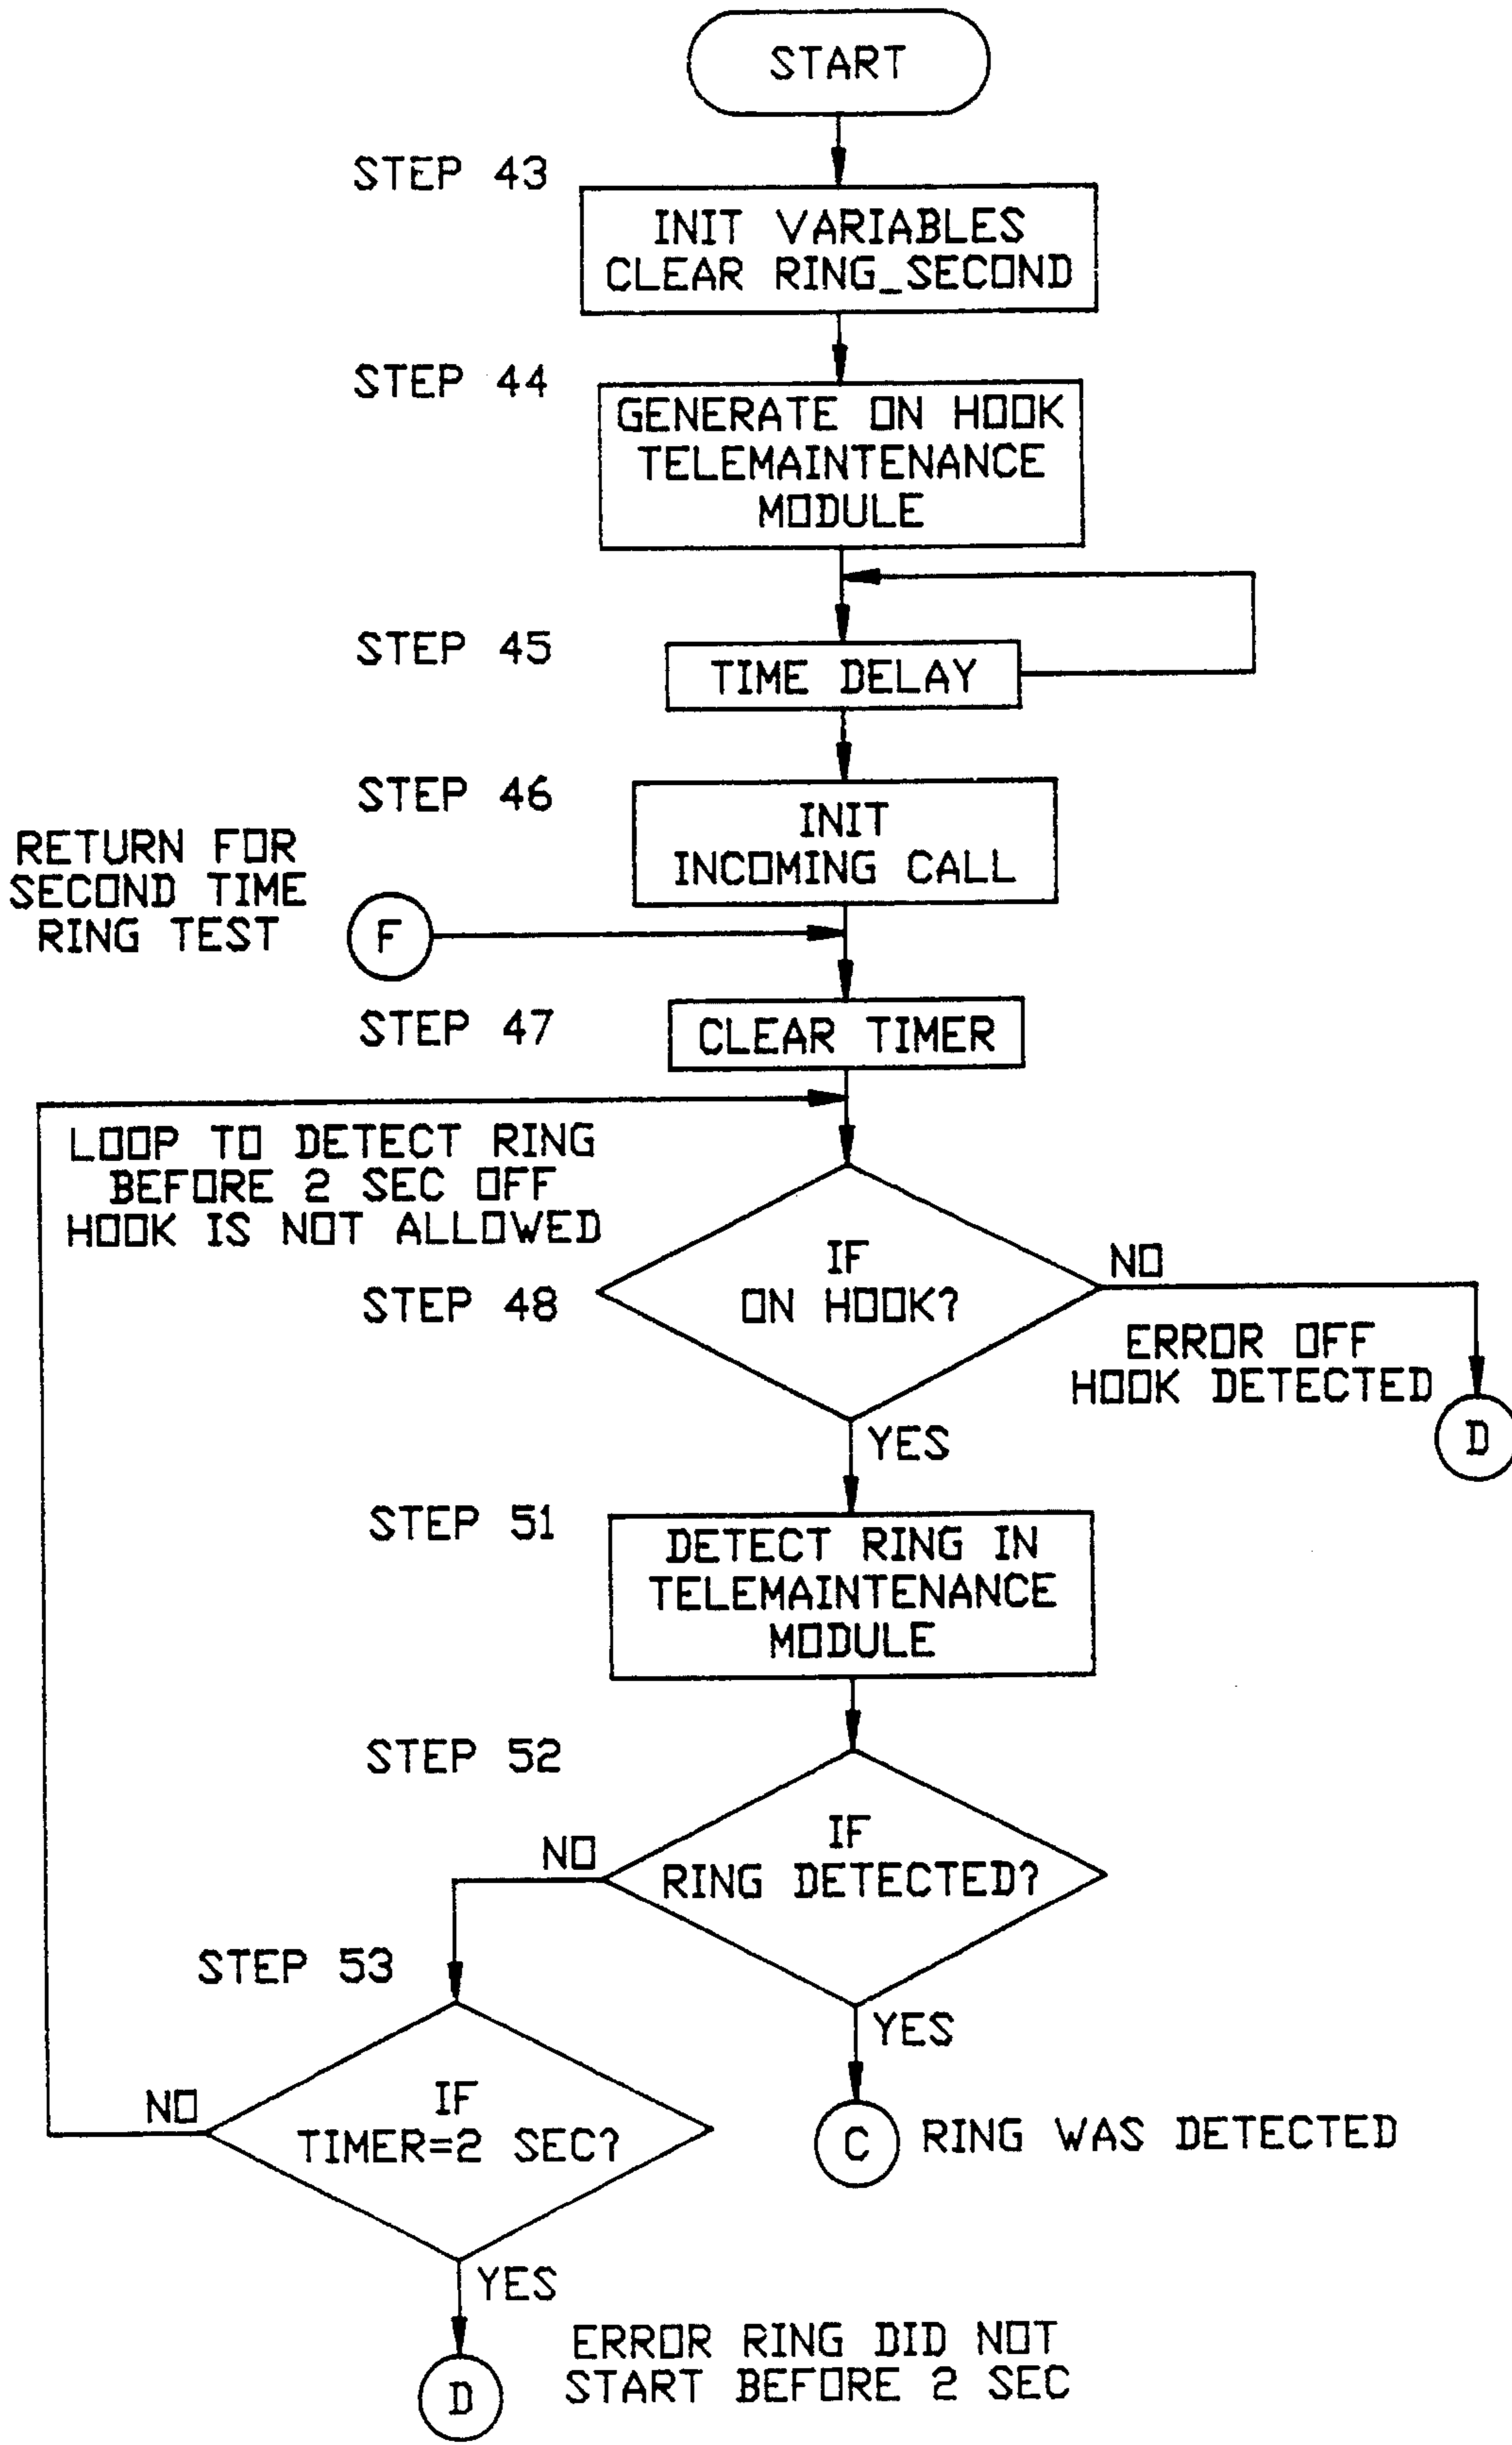 START
STEP 43
INIT VARIABLES
CLEAR RING_SECOND
STEP 44
GENERATE ON HOOK
TELEMAINTENANCE
MODULE
STEP 45
TIME DELAY
STEP 46
INIT
INCOMING CALL
RETURN FOR
SECOND TIME
RING TEST
F
STEP 47
CLEAR TIMER
LOOP TO DETECT RING
BEFORE 2 SEC OFF
HOOK IS NOT ALLOWED
STEP 48
IF
ON HOOK?
NO
ERROR OFF
HOOK DETECTED
D
YES
STEP 51
DETECT RING IN
TELEMAINTENANCE
MODULE
STEP 52
IF
RING DETECTED?
NO
YES
C
RING WAS DETECTED
STEP 53
IF
TIMER=2 SEC?
NO
YES
D
ERROR RING DID NOT
START BEFORE 2 SEC